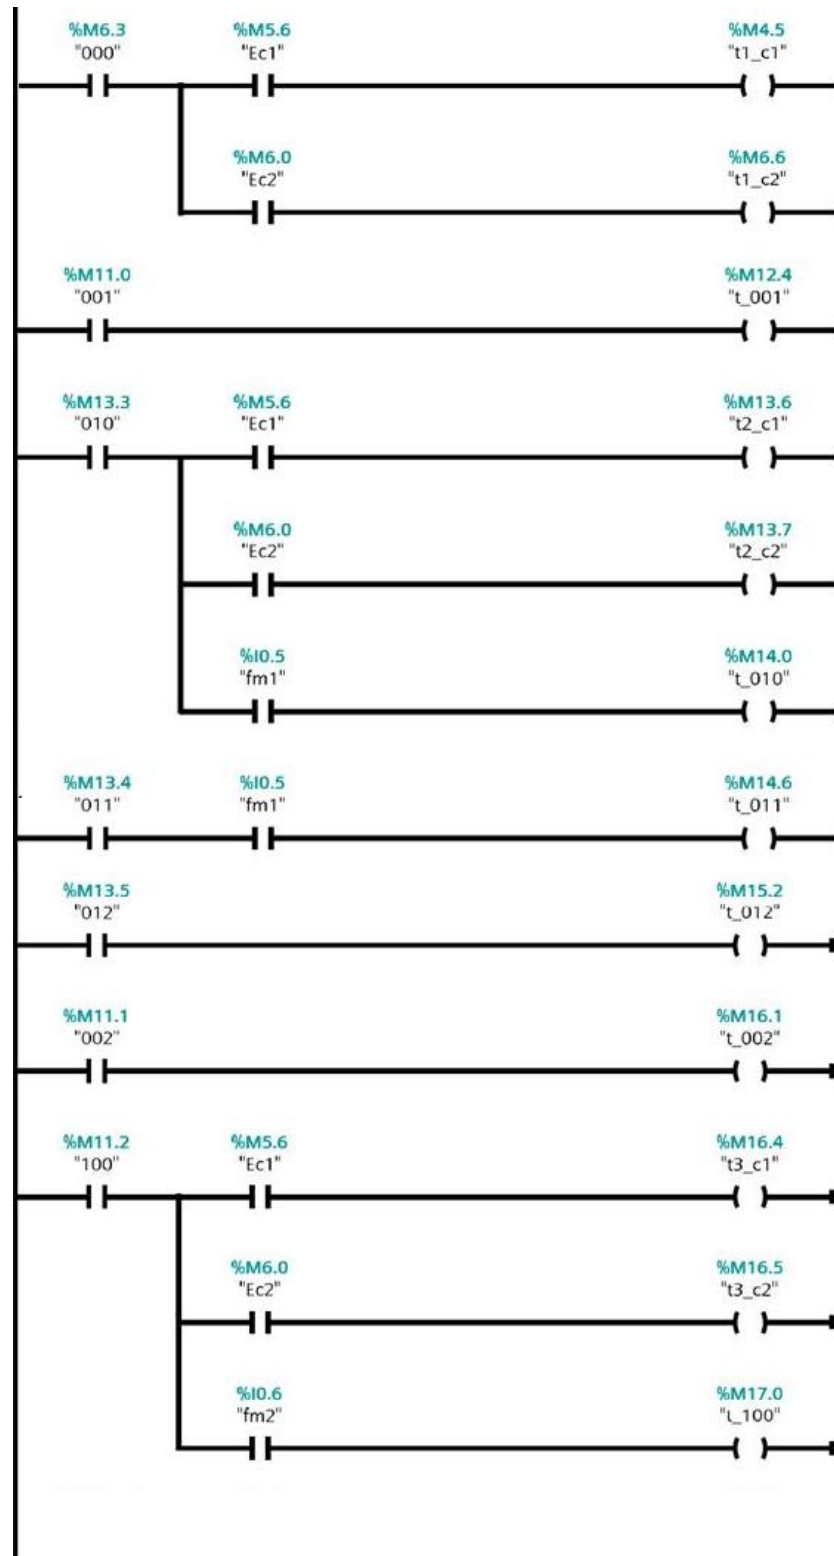 %M6.3 %M5.6 %M4.5
"000" "Ec1" "t1_c1"
%M6.0 %M6.6
"Ec2" "t1_c2"
%M11.0 %M12.4
"001" "t_001"
%M13.3 %M5.6 %M13.6
"010" "Ec1" "t2_c1"
%M6.0 %M13.7
"Ec2" "t2_c2"
%I0.5 %M14.0
"fm1" "t_010"
%M13.4 %I0.5 %M14.6
"011" "fm1" "t_011"
%M13.5 %M15.2
"012" "t_012"
%M11.1 %M16.1
"002" "t_002"
%M11.2 %M5.6 %M16.4
"100" "Ec1" "t3_c1"
%M6.0 %M16.5
"Ec2" "t3_c2"
%I0.6 %M17.0
"fm2" "t_100"